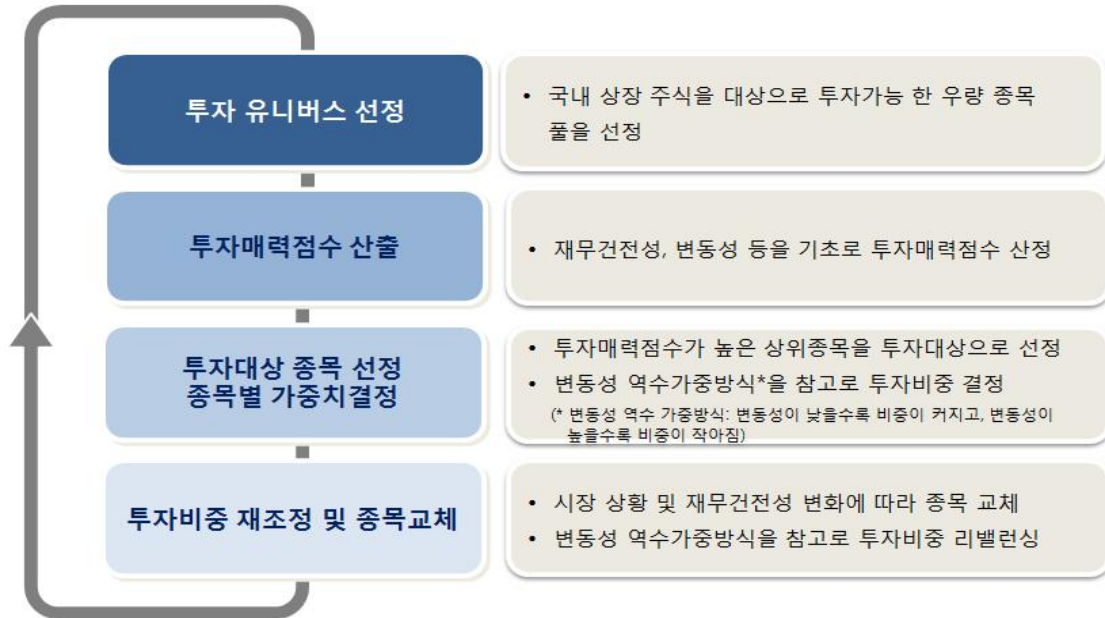 투자 유니버스 선정
• 국내 상장 주식을 대상으로 투자가능 한 우량 종목
풀을 선정
투자매력점수 산출
• 재무건전성, 변동성 등을 기초로 투자매력점수 산정
투자대상 종목 선정
종목별 가중치결정
• 투자매력점수가 높은 상위종목을 투자대상으로 선정
• 변동성 역수가중방식*을 참고로 투자비중 결정
(* 변동성 역수 가중방식: 변동성이 낮을수록 비중이 커지고, 변동성이
높을수록 비중이 작아짐)
투자비중 재조정 및 종목교체
• 시장 상황 및 재무건전성 변화에 따라 종목 교체
• 변동성 역수가중방식을 참고로 투자비중 리밸런싱